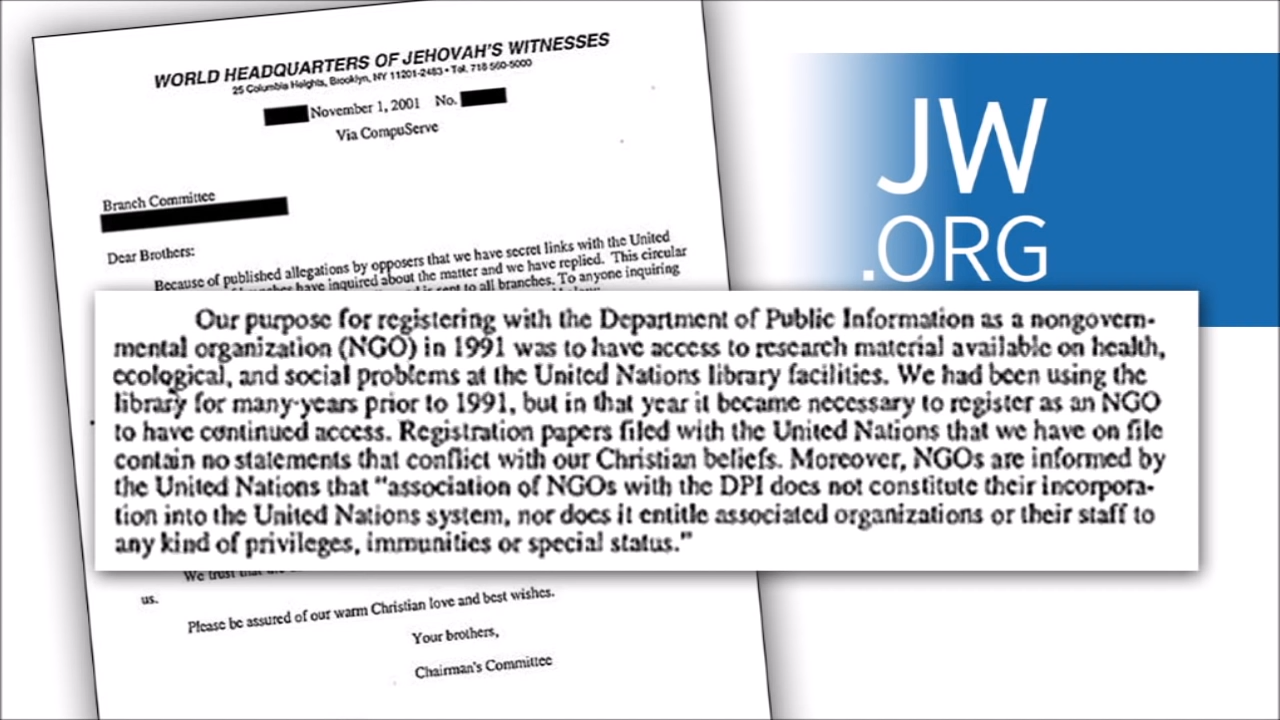 WORLD HEADQUARTERS OF JEHOVAH'S WITNESSES
25 Columbia Heights, Brooklyn, NY 11201-2483 • Tel. 718 560-5000
November 1, 2001 No.
Via CompuServe
Branch Committee
Dear Brothers:
Because of published allegations by opposers that we have secret links with the United
have inquired about the matter and we have replied. This circular
sent to all branches. To anyone inquiring
Our purpose for registering with the Department of Public Information as a nongovern-
mental organization (NGO) in 1991 was to have access to research material available on health,
ecological, and social problems at the United Nations library facilities. We had been using the
library for many-years prior to 1991, but in that year it became necessary to register as an NGO
to have continued access. Registration papers filed with the United Nations that we have on file
contain no statements that conflict with our Christian beliefs. Moreover, NGOs are informed by
the United Nations that "association of NGOs with the DPI does not constitute their incorpora-
tion into the United Nations system, nor does it entitle associated organizations or their staff to
any kind of privileges, immunities or special status."
We trust
us.
Please be assured of our warm Christian love and best wishes.
Your brothers,
Chairman's Committee
JW
.ORG